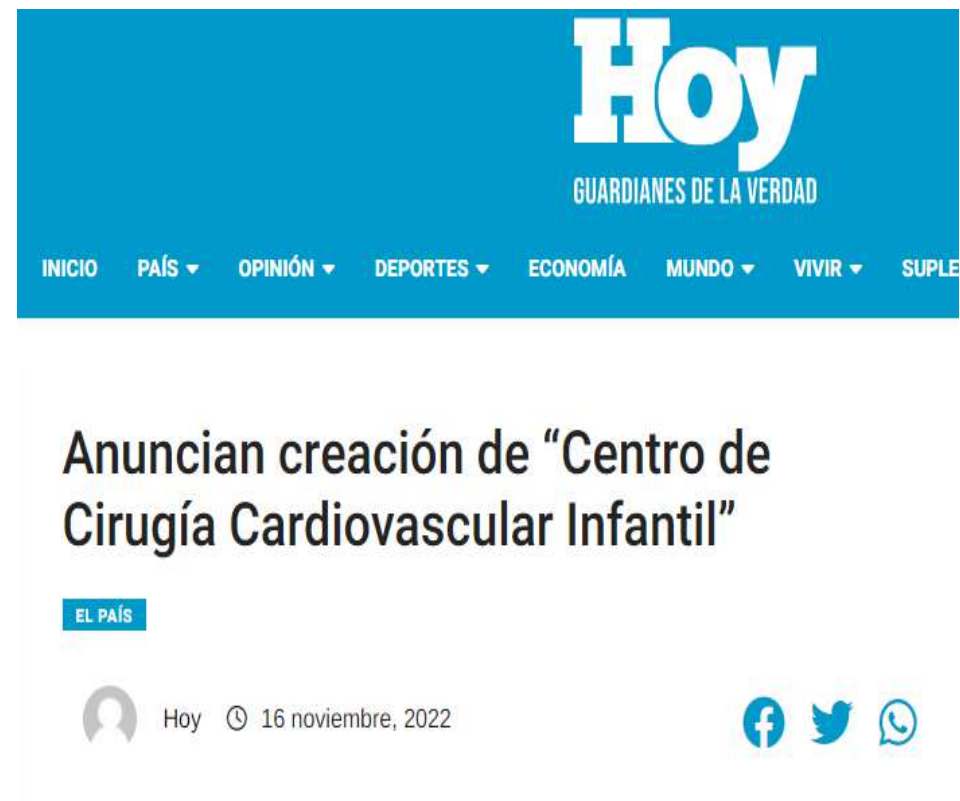 Hoy
GUARDIANES DE LA VERDAD
INICIO PAÍS OPINIÓN DEPORTES ECONOMÍA MUNDO VIVIR SUPLE
Anuncian creación de “Centro de
Cirugía Cardiovascular Infantil”
EL PAÍS
Hoy 16 noviembre, 2022